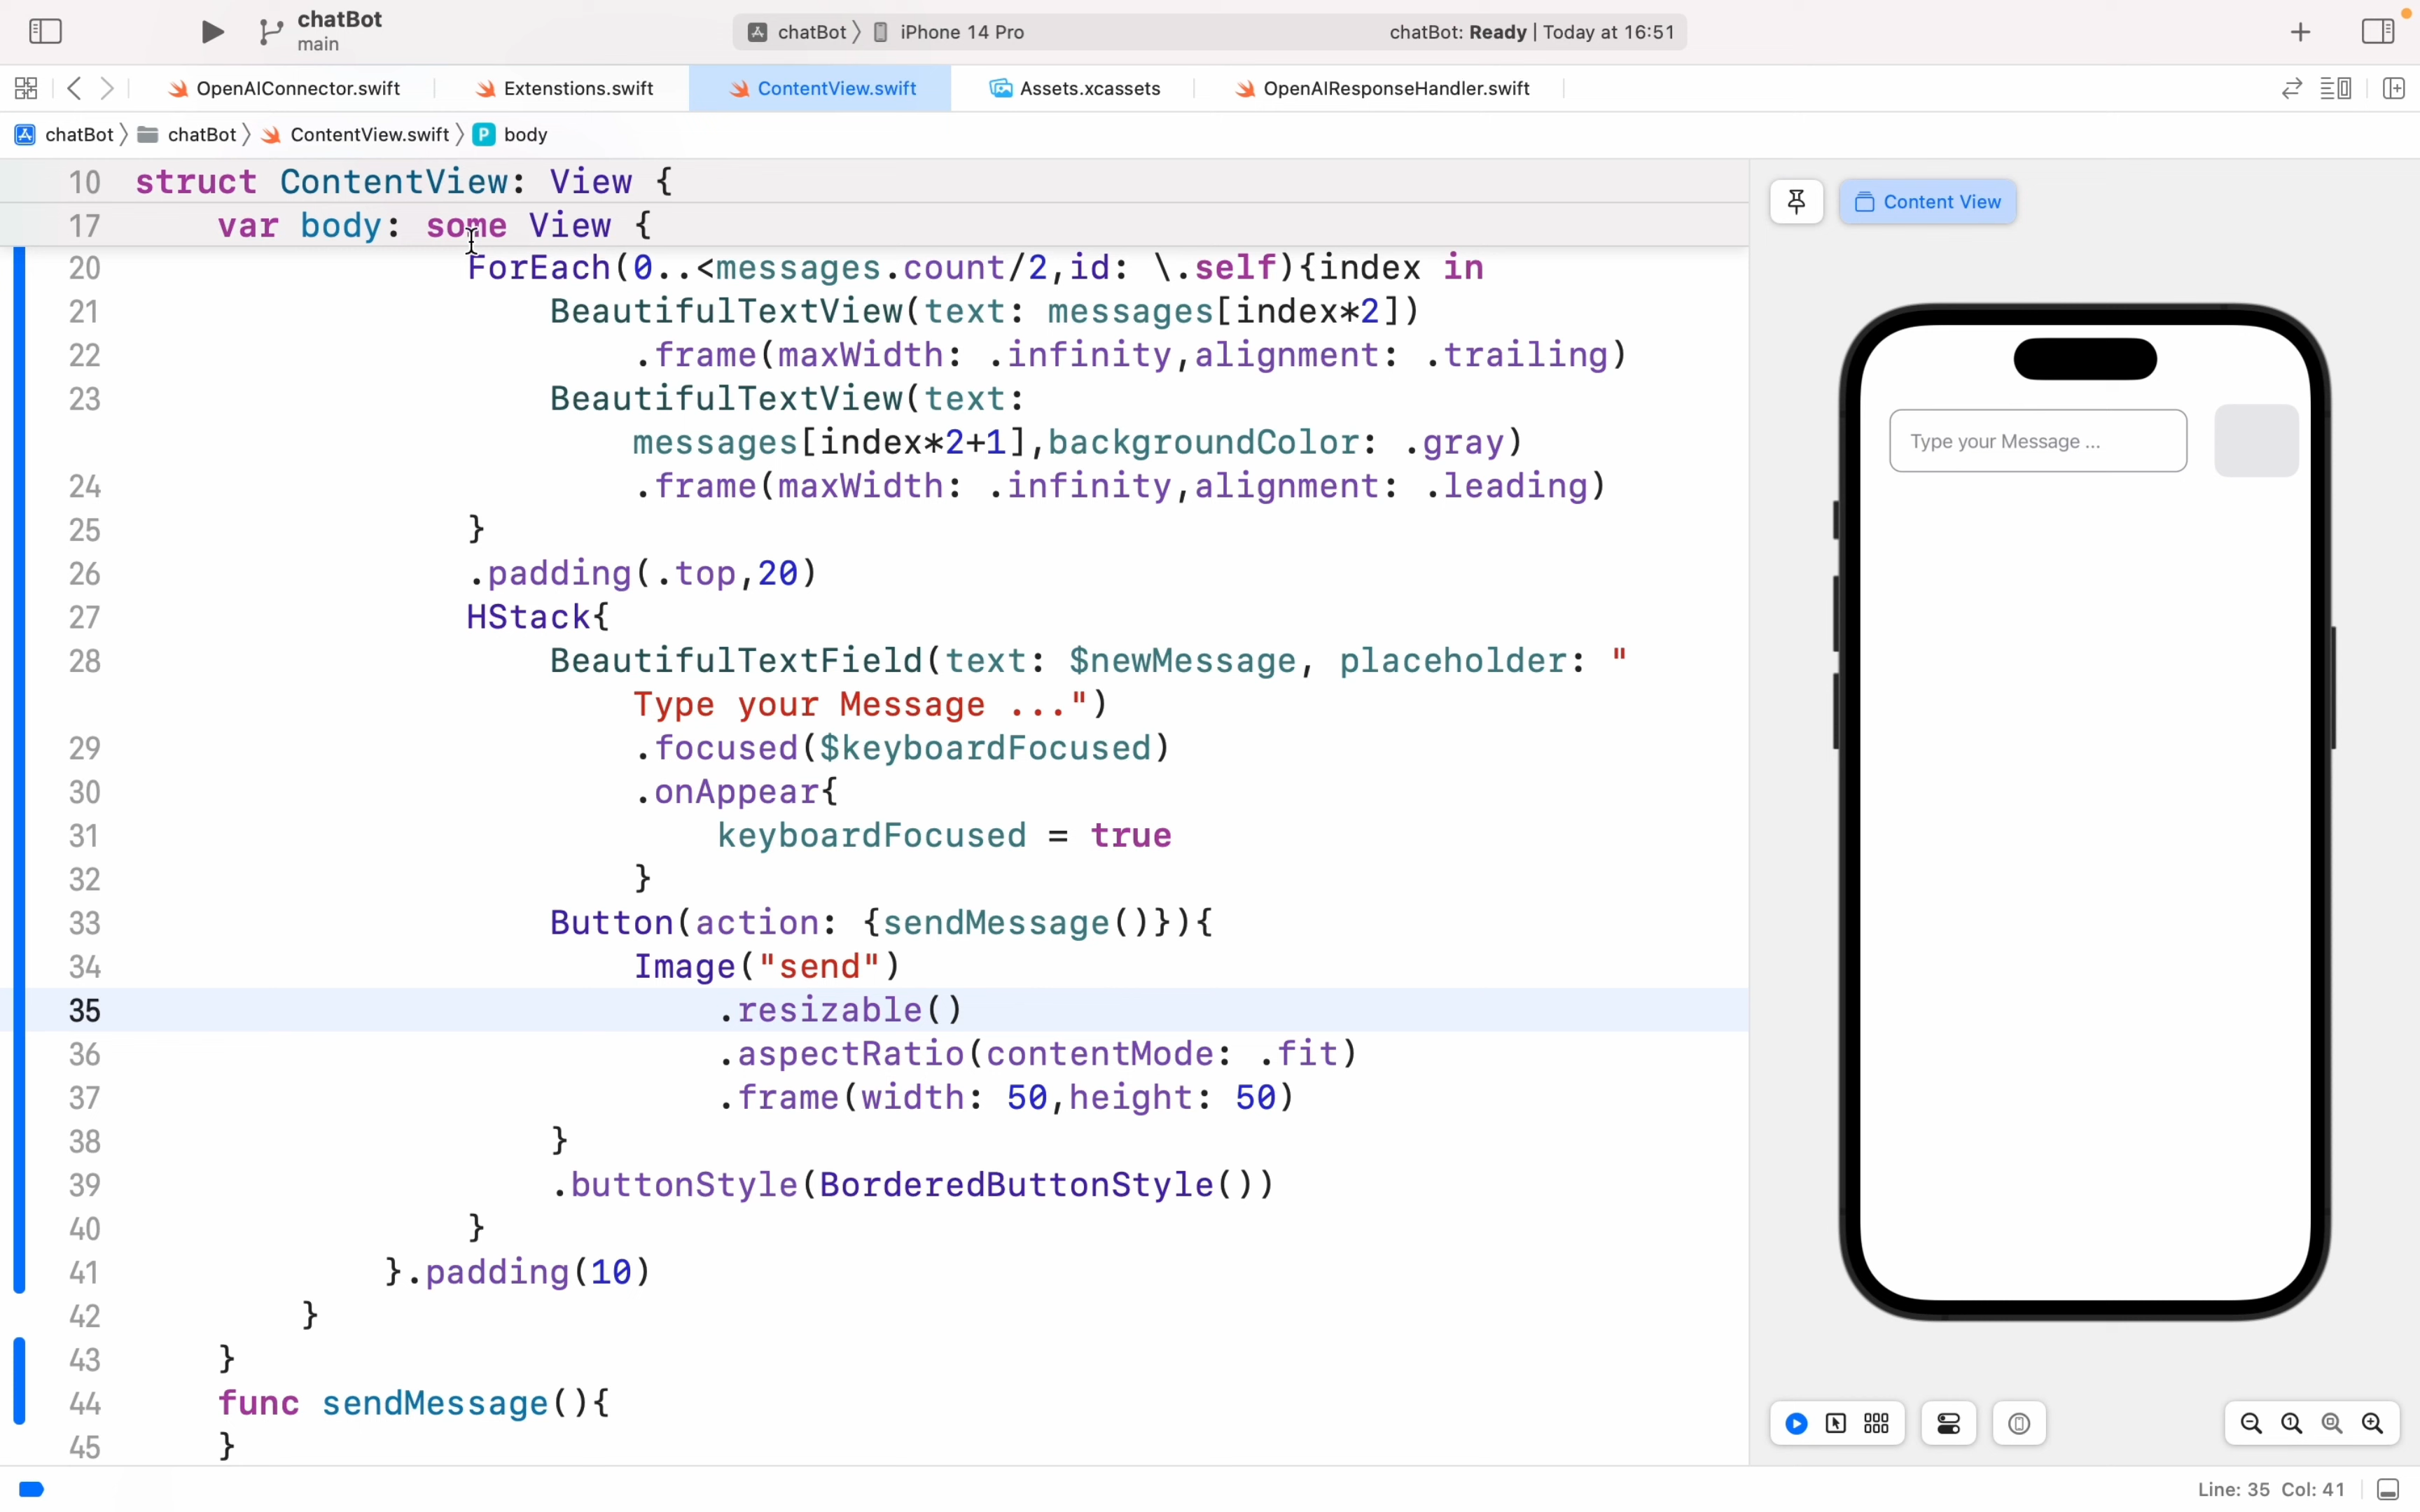 chatBot
main
chatBot iPhone 14 Pro
chatBot: Ready | Today at 16:51
OpenAIConnector.swift
Extenstions.swift
ContentView.swift
Assets.xcassets
OpenAIResponseHandler.swift
chatBot chatBot ContentView.swift P body
10 struct ContentView: View {
17 var body: some View {
20 ForEach(0..<messages.count/2,id: \.self){index in
21 BeautifulTextView(text: messages[index*2])
22 .frame(maxWidth: .infinity,alignment: .trailing)
23 BeautifulTextView(text:
messages[index*2+1],backgroundColor: .gray)
24 .frame(maxWidth: .infinity,alignment: .leading)
25 }
26 .padding(.top,20)
27 HStack{
28 BeautifulTextField(text: $newMessage, placeholder: "
Type your Message ...")
29 .focused($keyboardFocused)
30 .onAppear{
31 keyboardFocused = true
32 }
33 Button(action: {sendMessage()}){
34 Image("send")
35 .resizable()
36 .aspectRatio(contentMode: .fit)
37 .frame(width: 50,height: 50)
38 }
39 .buttonStyle(BorderedButtonStyle())
40 }
41 }.padding(10)
42 }
43 }
44 func sendMessage(){
45 }
Content View
Type your Message ...
Line: 35 Col: 41